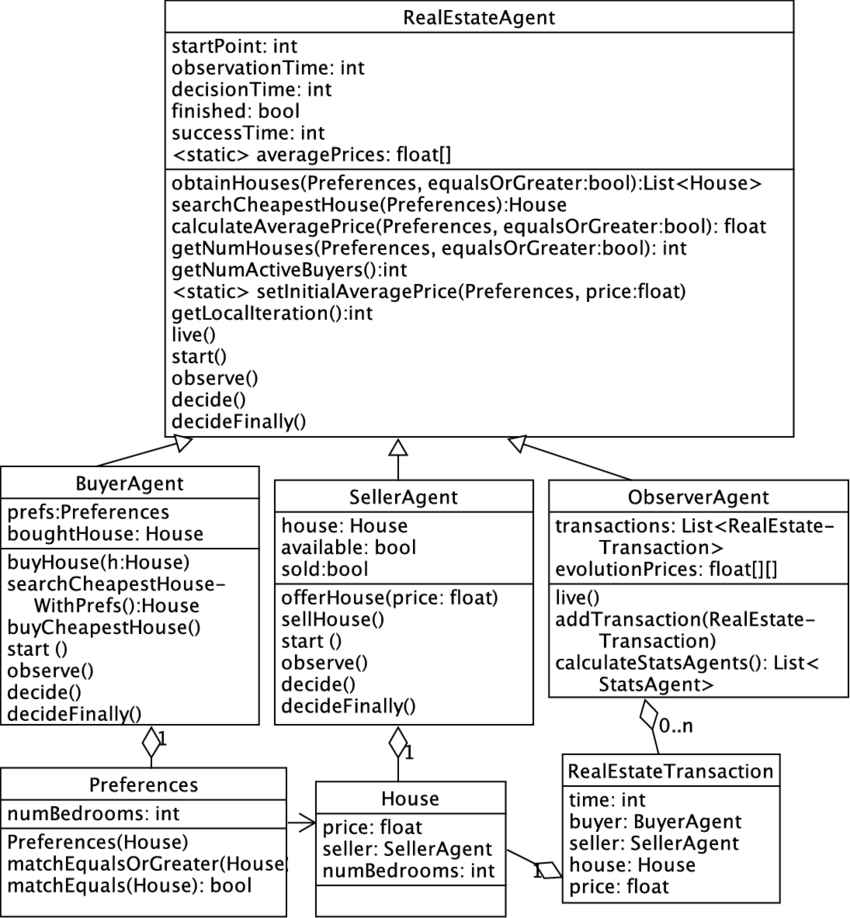 RealEstateAgent
startPoint: int
observationTime: int
decisionTime: int
finished: bool
successTime: int
<static> averagePrices: float[]
obtainHouses(Preferences, equalsOrGreater:bool):List<House>
searchCheapestHouse(Preferences):House
calculateAveragePrice(Preferences, equalsOrGreater:bool): float
getNumHouses(Preferences, equalsOrGreater:bool): int
getNumActiveBuyers():int
<static> setInitialAveragePrice(Preferences, price:float)
getLocalIteration():int
live()
start()
observe()
decide()
decideFinally()
BuyerAgent
prefs:Preferences
boughtHouse: House
buyHouse(h:House)
searchCheapestHouse-
WithPrefs():House
buyCheapestHouse()
start ()
observe()
decide()
decideFinally()
1
SellerAgent
house: House
available: bool
sold:bool
offerHouse(price: float)
sellHouse()
start ()
observe()
decide()
decideFinally()
1
ObserverAgent
transactions: List<RealEstate-
Transaction>
evolutionPrices: float[][]
live()
addTransaction(RealEstate-
Transaction)
calculateStatsAgents(): List<
StatsAgent>
0..n
Preferences
numBedrooms: int
Preferences(House)
matchEqualsOrGreater(House
matchEquals(House): bool
House
price: float
seller: SellerAgent
numBedrooms: int
1
RealEstateTransaction
time: int
buyer: BuyerAgent
seller: SellerAgent
house: House
price: float